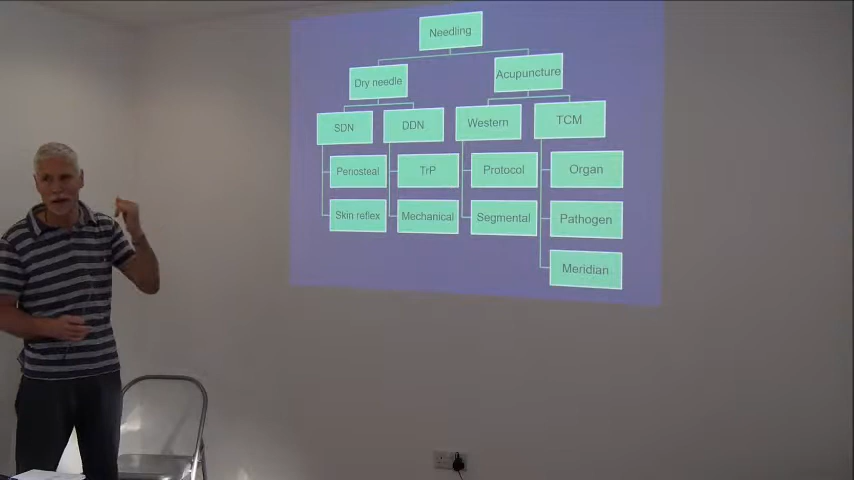 Needling
Dry needle
Acupuncture
SDN
DDN
Western
TCM
Periosteal
TrP
Protocol
Organ
Skin reflex
Mechanical
Segmental
Pathogen
Meridian